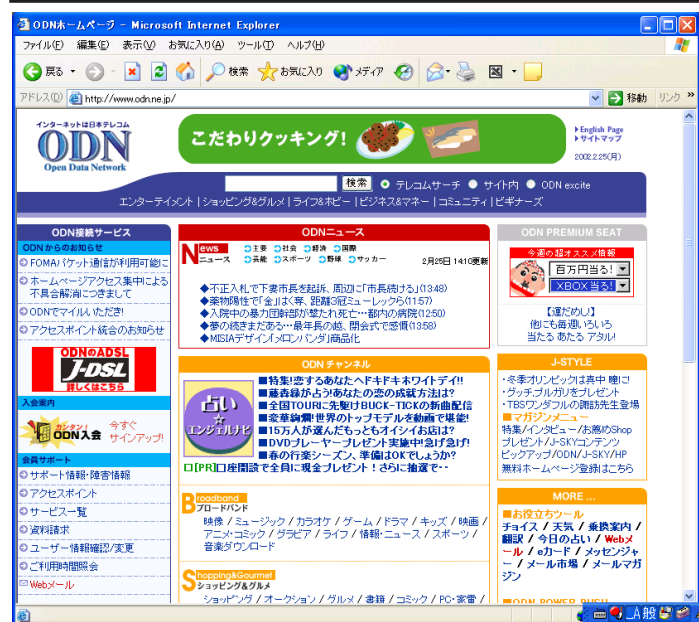 ODNホームページ - Microsoft Internet Explorer
ファイル(F) 編集(E) 表示(V) お気に入り(A) ツール(T) ヘルプ(H)
戻る 検索 お気に入り メディア
アドレス(D) http://www.odn.ne.jp/ 移動 リンク »
インターネットは日本テレコム
ODN
Open Data Network
こだわりクッキング!
English Page
サイトマップ
2002.2.25(月)
検索 テレコムサーチ サイト内 ODN excite
エンターテイメント | ショッピング&グルメ | ライフ&ホビー | ビジネス&マネー | コミュニティ | ビギナーズ
ODN接続サービス
ODNからのお知らせ
FOMAパケット通信が利用可能に
ホームページアクセス集中による
不具合解消につきまして
ODNでマイルいただき!
アクセスポイント統合のお知らせ
ODNのADSL
J-DSL
詳しくはこちら
入会案内
カンタン!
ODN入会
今すぐ
サインアップ!
会員サポート
サポート情報・障害情報
アクセスポイント
サービス一覧
資料請求
ユーザー情報確認/変更
ご利用時間照会
Webメール
ODNニュース
News
ニュース
主要 社会 経済 国際
芸能 スポーツ 野球 サッカー
2月25日 14:10更新
◆不正入札で下妻市長を起訴、周辺に「市長続ける」(13:48)
◆薬物陽性で「金」はく奪、距離3冠ミューレックら(11:57)
◆入院中の暴力団幹部が撃たれ死亡…都内の病院(12:50)
◆夢の続きまだある…最年長の越、閉会式で感慨(13:58)
◆MISIAデザイン「メロンパンダ」商品化
ODN チャンネル
占い
エンジェルナビ
■特集!恋するあなたへドキドキホワイトデイ!!
■藤森緑が占うあなたの恋の成就方法は?
■全国TOURに先駆けBUCK-TICKの新曲配信
■豪華絢爛!世界のトップモデルを動画で堪能!
■15万人が選んだもっともオイシイお店は?
■DVDプレーヤープレゼント実施中!急げ急げ!
■春の行楽シーズン、準備はOKでしょうか?
口[PR]口座開設で全員に現金プレゼント!さらに抽選で‥
Broadband
ブロードバンド
映像 / ミュージック / カラオケ / ゲーム / ドラマ / キッズ / 映画 /
アニメ・コミック / グラビア / ライフ / 情報・ニュース / スポーツ /
音楽ダウンロード
Shopping&Gourmet
ショッピング&グルメ
ショッピング / オークション / グルメ / 書籍 / コミック / PC・家電 /
ODN PREMIUM SEAT
今週の超オススメ情報
百万円当る!
XBOX当る!
【運だめし!】
他にも毎週いろいろ
当たる あたる アタル!
J-STYLE
・冬季オリンピックは真中 瞳に!
・グッチブルガリをプレゼント
・TBSワンダフルの諏訪先生登場
■マガジンメニュー
特集/インタビュー/お薦めShop
プレゼント/J-SKYコンテンツ
ピックアップ/ODN/J-SKY/HP
無料ホームページ登録はこちら
MORE ...
■お役立ちツール
チョイス / 天気 / 乗換案内 /
翻訳 / 今日の占い / Webメ
ール / eカード / メッセンジャ
ー / メール市場 / メールマガ
ジン
■ODN POWER PUSH
A般